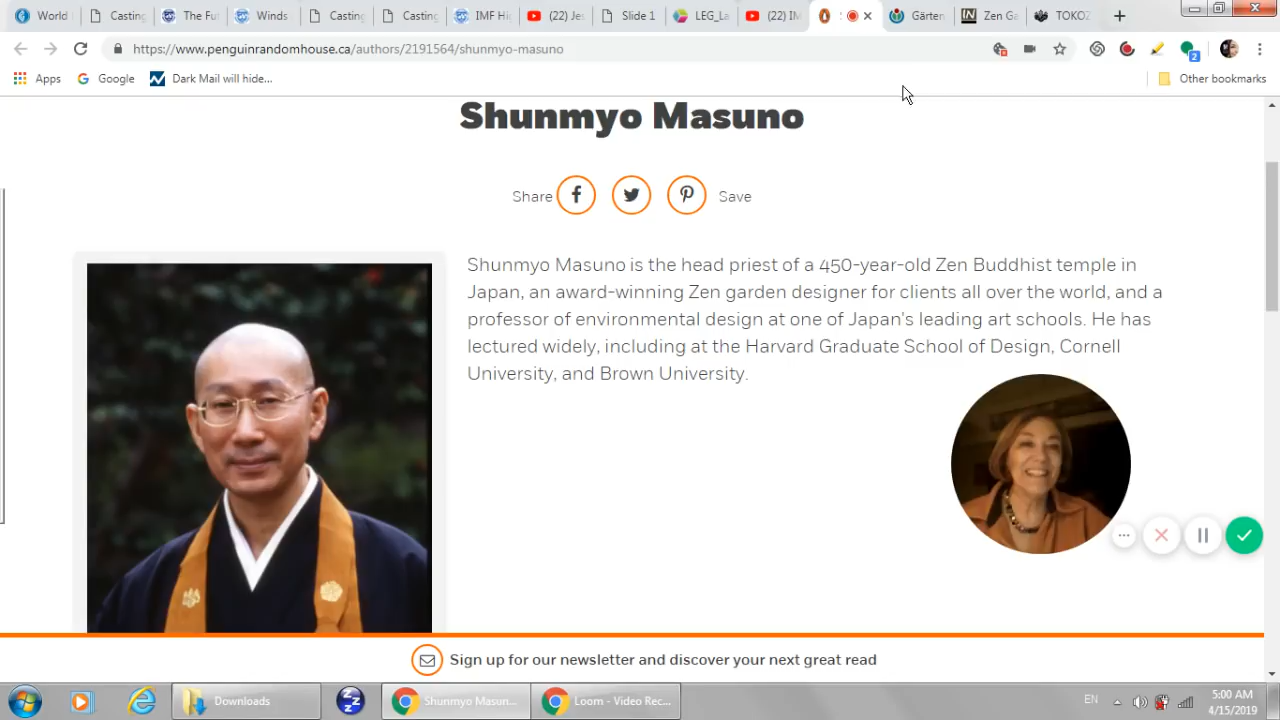 World
Casting
The Fu
Winds
Casting
Casting
IMF Hi
(22) Jes
Slide 1
LEG_La
(22) IM
Gärten
Zen Ga
TOKOZ
https://www.penguinrandomhouse.ca/authors/2191564/shunmyo-masuno
2
Apps
Google
Dark Mail will hide...
Other bookmarks
Shunmyo Masuno
Share
Save
Shunmyo Masuno is the head priest of a 450-year-old Zen Buddhist temple in
Japan, an award-winning Zen garden designer for clients all over the world, and a
professor of environmental design at one of Japan's leading art schools. He has
lectured widely, including at the Harvard Graduate School of Design, Cornell
University, and Brown University.
Sign up for our newsletter and discover your next great read
Downloads
Shunmyo Masun...
Loom - Video Rec...
EN
5:00 AM
4/15/2019